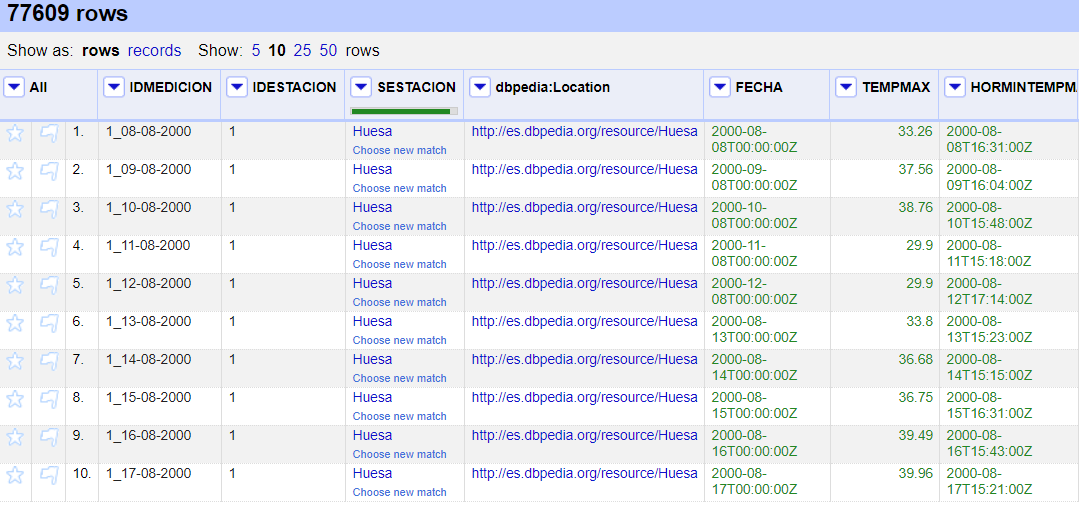 77609 rows
Show as: rows records Show: 5 10 25 50 rows
All IDMEDICION IDESTACION SESTACION dbpedia:Location FECHA TEMPMAX HORMINTEMPM
1. 1_08-08-2000 1 Huesa http://es.dbpedia.org/resource/Huesa 2000-08- 33.26 2000-08-
Choose new match 08T00:00:00Z 08T16:31:00Z
2. 1_09-08-2000 1 Huesa http://es.dbpedia.org/resource/Huesa 2000-09- 37.56 2000-08-
Choose new match 08T00:00:00Z 09T16:04:00Z
3. 1_10-08-2000 1 Huesa http://es.dbpedia.org/resource/Huesa 2000-10- 38.76 2000-08-
Choose new match 08T00:00:00Z 10T15:48:00Z
4. 1_11-08-2000 1 Huesa http://es.dbpedia.org/resource/Huesa 2000-11- 29.9 2000-08-
Choose new match 08T00:00:00Z 11T15:18:00Z
5. 1_12-08-2000 1 Huesa http://es.dbpedia.org/resource/Huesa 2000-12- 29.9 2000-08-
Choose new match 08T00:00:00Z 12T17:14:00Z
6. 1_13-08-2000 1 Huesa http://es.dbpedia.org/resource/Huesa 2000-08- 33.8 2000-08-
Choose new match 13T00:00:00Z 13T15:23:00Z
7. 1_14-08-2000 1 Huesa http://es.dbpedia.org/resource/Huesa 2000-08- 36.68 2000-08-
Choose new match 14T00:00:00Z 14T15:15:00Z
8. 1_15-08-2000 1 Huesa http://es.dbpedia.org/resource/Huesa 2000-08- 36.75 2000-08-
Choose new match 15T00:00:00Z 15T16:31:00Z
9. 1_16-08-2000 1 Huesa http://es.dbpedia.org/resource/Huesa 2000-08- 39.49 2000-08-
Choose new match 16T00:00:00Z 16T15:43:00Z
10. 1_17-08-2000 1 Huesa http://es.dbpedia.org/resource/Huesa 2000-08- 39.96 2000-08-
Choose new match 17T00:00:00Z 17T15:21:00Z